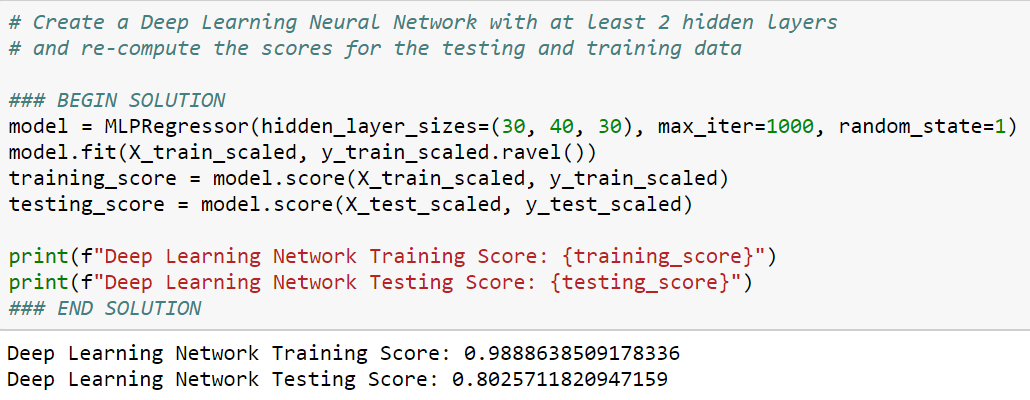 # Create a Deep Learning Neural Network with at least 2 hidden layers
# and re-compute the scores for the testing and training data
### BEGIN SOLUTION
model = MLPRegressor(hidden_layer_sizes=(30, 40, 30), max_iter=1000, random_state=1)
model.fit(X_train_scaled, y_train_scaled.ravel())
training_score = model.score(X_train_scaled, y_train_scaled)
testing_score = model.score(X_test_scaled, y_test_scaled)
print(f"Deep Learning Network Training Score: {training_score}")
print(f"Deep Learning Network Testing Score: {testing_score}")
### END SOLUTION
Deep Learning Network Training Score: 0.9888638509178336
Deep Learning Network Testing Score: 0.8025711820947159